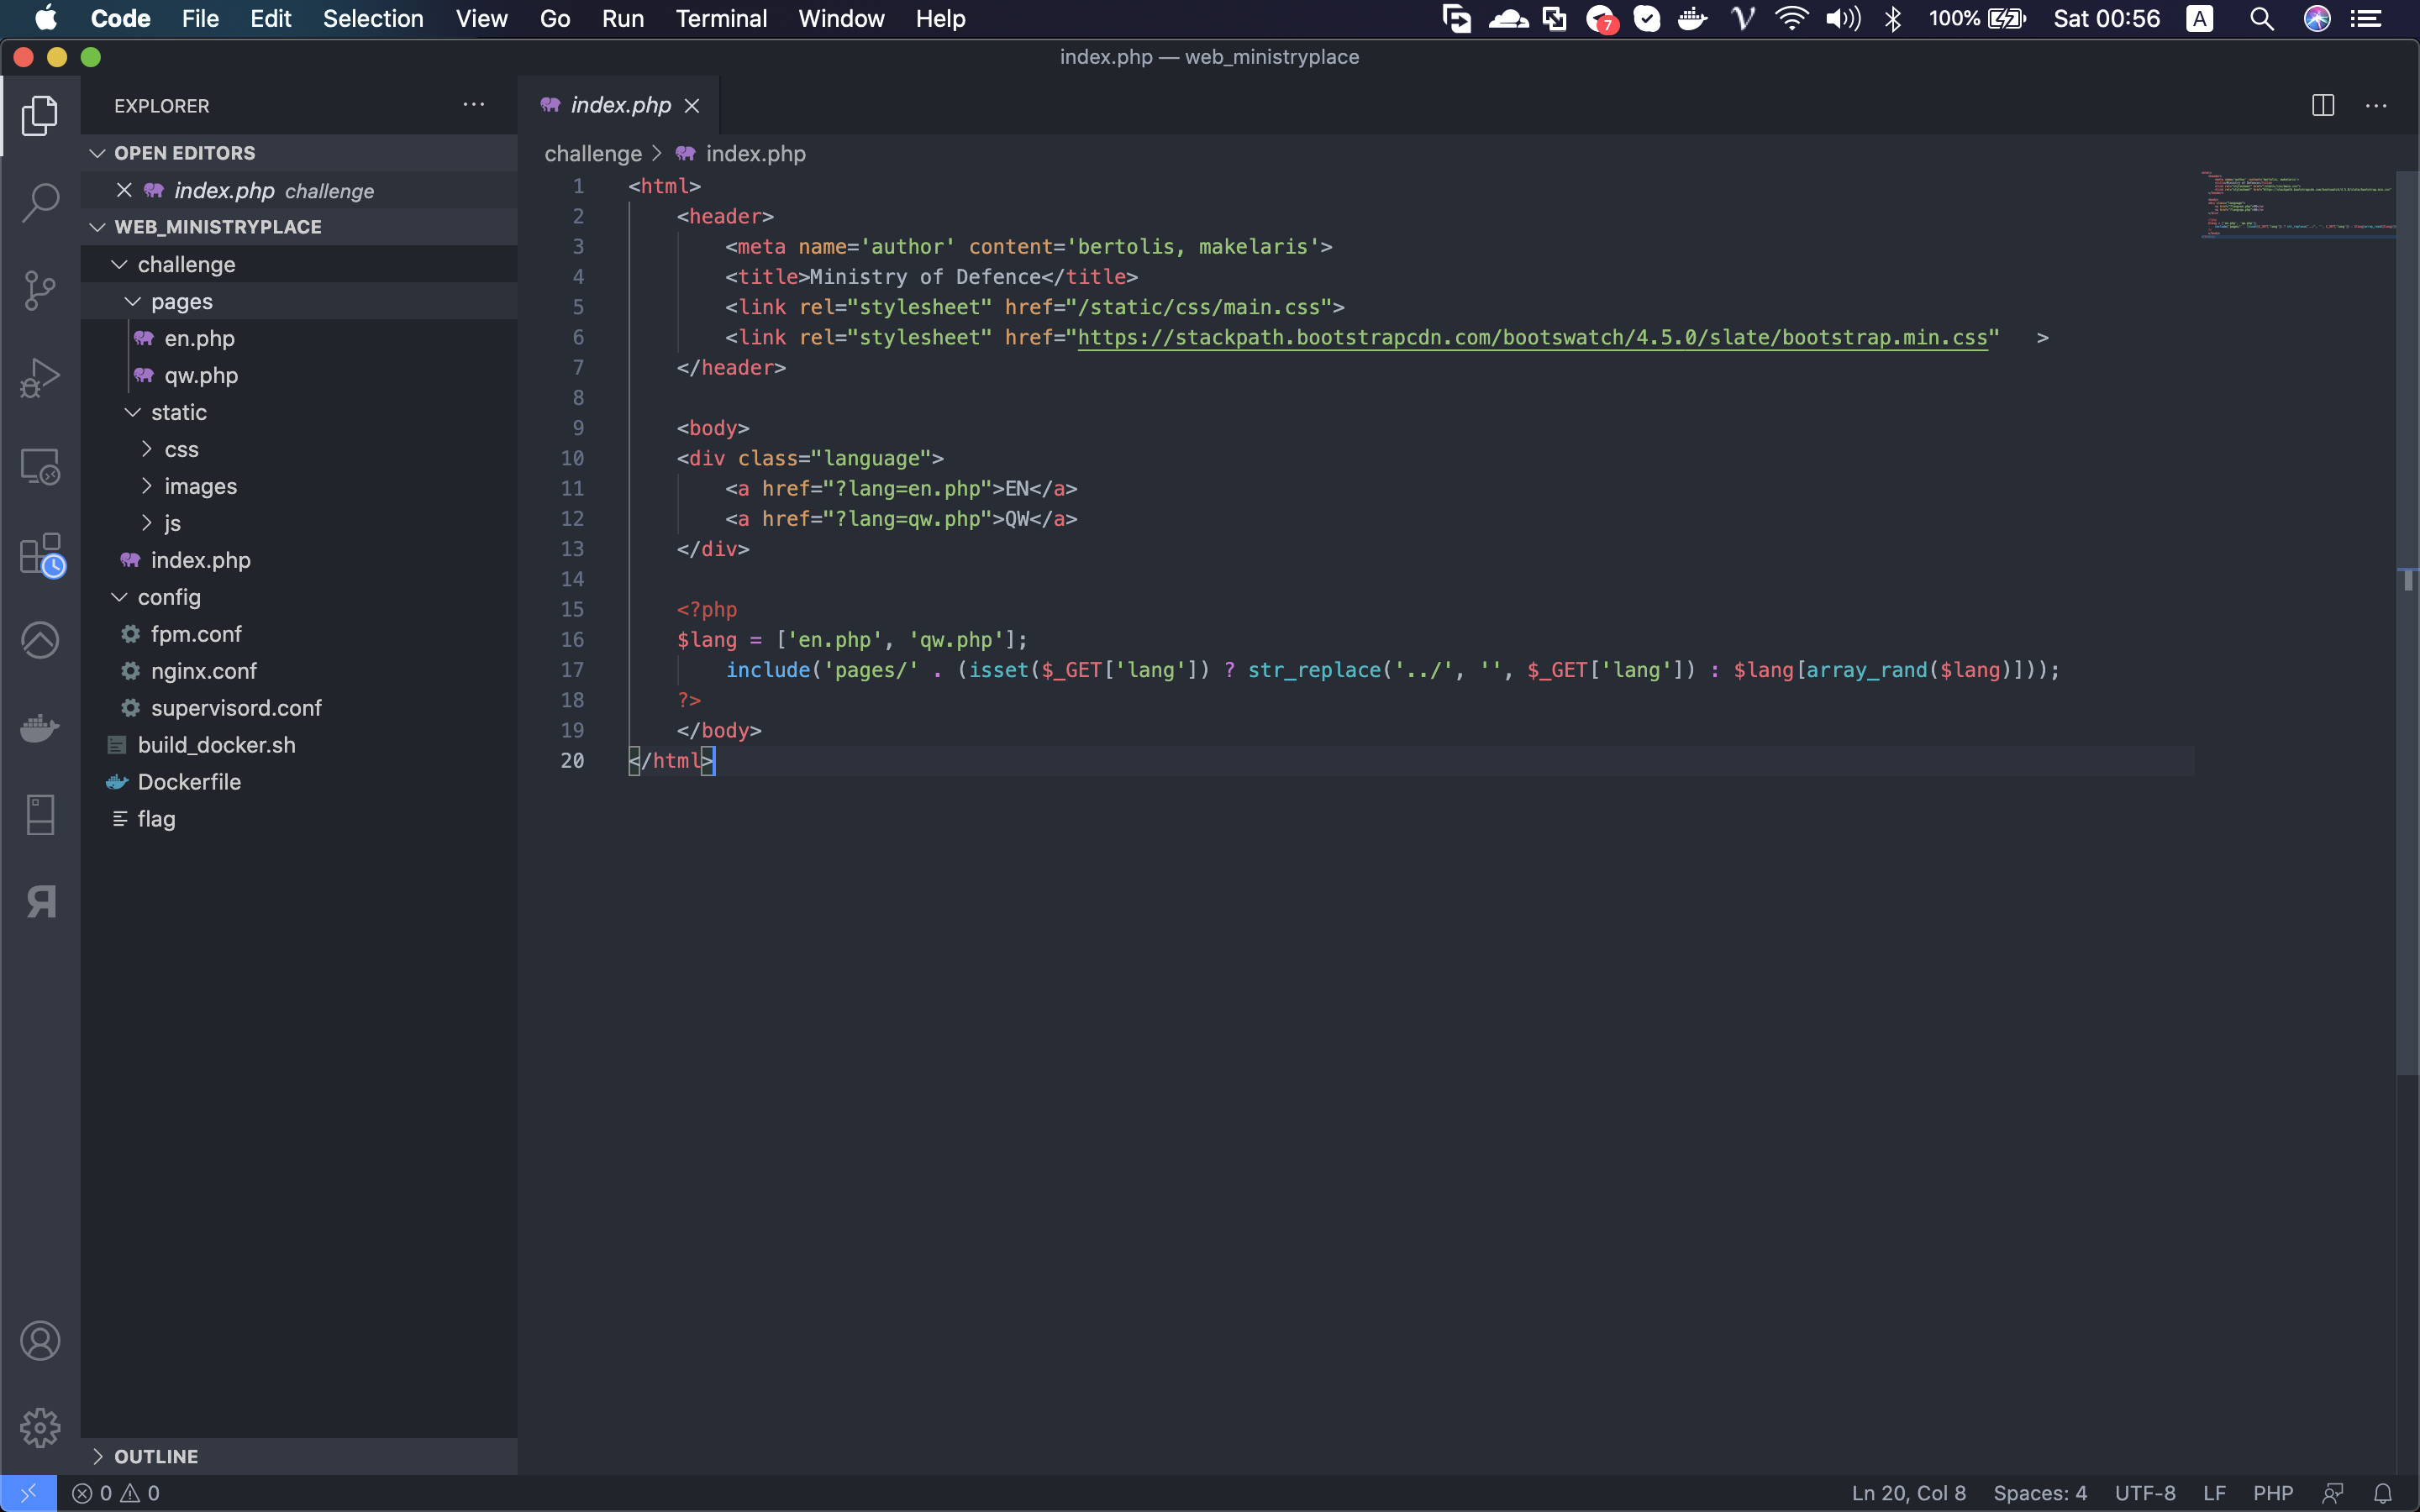 Code File Edit Selection View Go Run Terminal Window Help 7 100% Sat 00:56 A
index.php — web_ministryplace
EXPLORER
OPEN EDITORS
index.php challenge
WEB_MINISTRYPLACE
challenge
pages
en.php
qw.php
static
css
images
js
index.php
config
fpm.conf
nginx.conf
supervisord.conf
build_docker.sh
Dockerfile
flag
OUTLINE
index.php
challenge > index.php
1 <html>
2 <header>
3 <meta name='author' content='bertolis, makelaris'>
4 <title>Ministry of Defence</title>
5 <link rel="stylesheet" href="/static/css/main.css">
6 <link rel="stylesheet" href="https://stackpath.bootstrapcdn.com/bootswatch/4.5.0/slate/bootstrap.min.css" >
7 </header>
8
9 <body>
10 <div class="language">
11 <a href="?lang=en.php">EN</a>
12 <a href="?lang=qw.php">QW</a>
13 </div>
14
15 <?php
16 $lang = ['en.php', 'qw.php'];
17 include('pages/' . (isset($_GET['lang']) ? str_replace('../', '', $_GET['lang']) : $lang[array_rand($lang)]));
18 ?>
19 </body>
20 </html>
0 0
Ln 20, Col 8 Spaces: 4 UTF-8 LF PHP